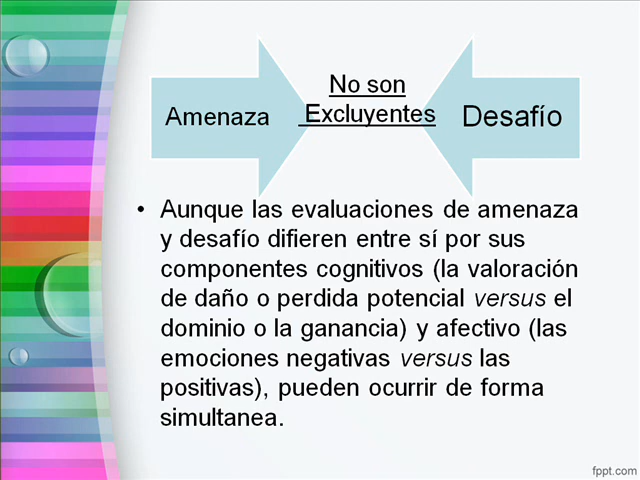 Amenaza
No son
Excluyentes
Desafío
• Aunque las evaluaciones de amenaza
y desafío difieren entre sí por sus
componentes cognitivos (la valoración
de daño o perdida potencial versus el
dominio o la ganancia) y afectivo (las
emociones negativas versus las
positivas), pueden ocurrir de forma
simultanea.
fppt.com